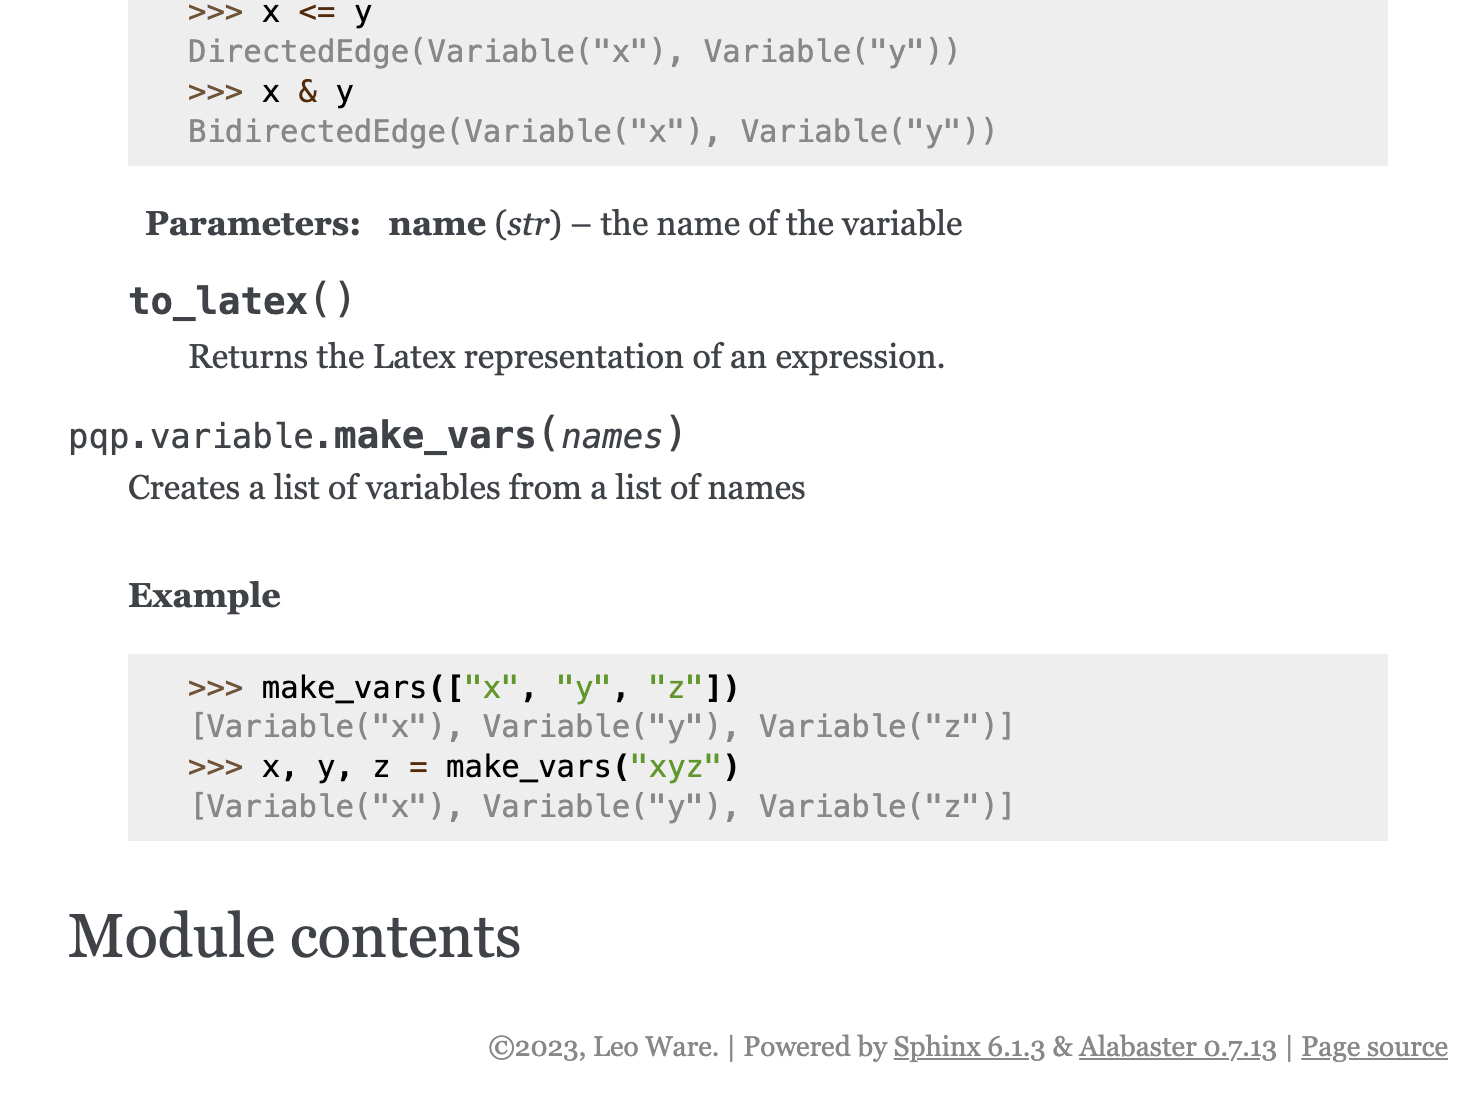 >>> x <= y
DirectedEdge(Variable("x"), Variable("y"))
>>> x & y
BidirectedEdge(Variable("x"), Variable("y"))
Parameters: name (str) – the name of the variable
to_latex()
Returns the Latex representation of an expression.
pqp.variable.make_vars(names)
Creates a list of variables from a list of names
Example
>>> make_vars(["x", "y", "z"])
[Variable("x"), Variable("y"), Variable("z")]
>>> x, y, z = make_vars("xyz")
[Variable("x"), Variable("y"), Variable("z")]
Module contents
©2023, Leo Ware. | Powered by Sphinx 6.1.3 & Alabaster 0.7.13 | Page source